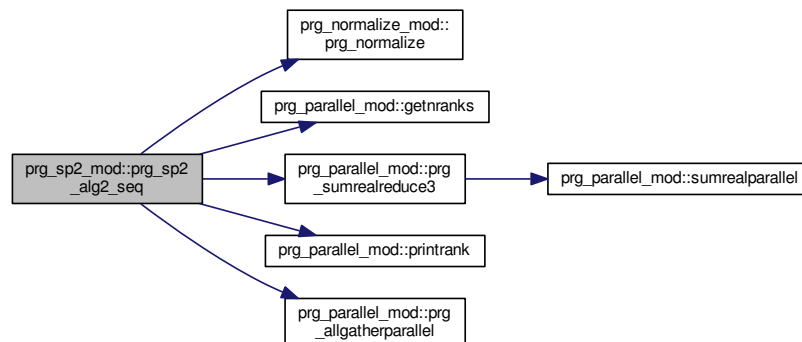 prg_normalize_mod::
prg_normalize
prg_parallel_mod::getnranks
prg_sp2_mod::prg_sp2
_alg2_seq
prg_parallel_mod::prg
_sumrealreduce3
prg_parallel_mod::sumrealparallel
prg_parallel_mod::printrank
prg_parallel_mod::prg
_allgatherparallel